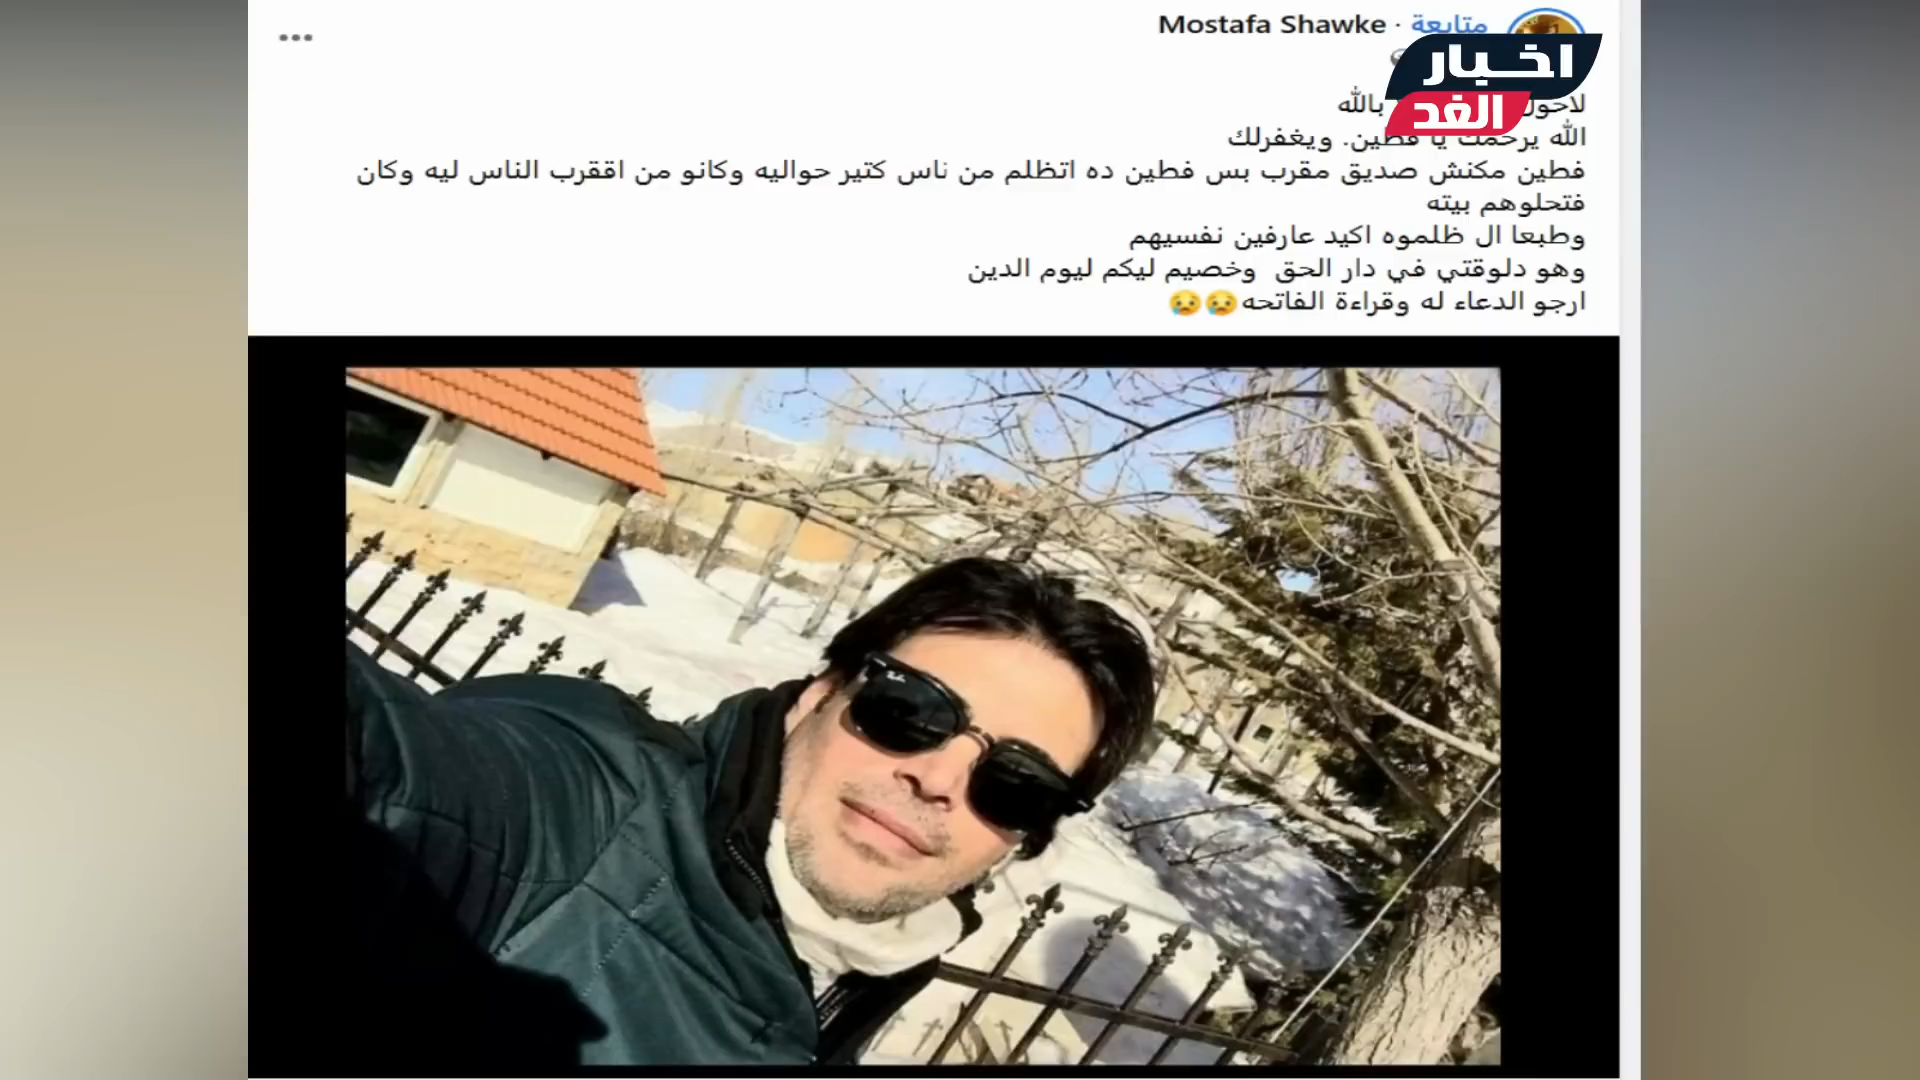 Mostafa Shawke · متابعة
اخبار
الغد
لاحول بالله
الله يرحمك يا فطين. ويغفرلك
فطين مكنش صديق مقرب بس فطين ده اتظلم من ناس كتير حواليه وكانو من اققرب الناس ليه وكان
فتحلوهم بيته
وطبعا ال ظلموه اكيد عارفين نفسيهم
وهو دلوقتي في دار الحق وخصيم ليكم ليوم الدين
ارجو الدعاء له وقراءة الفاتحه😢😢